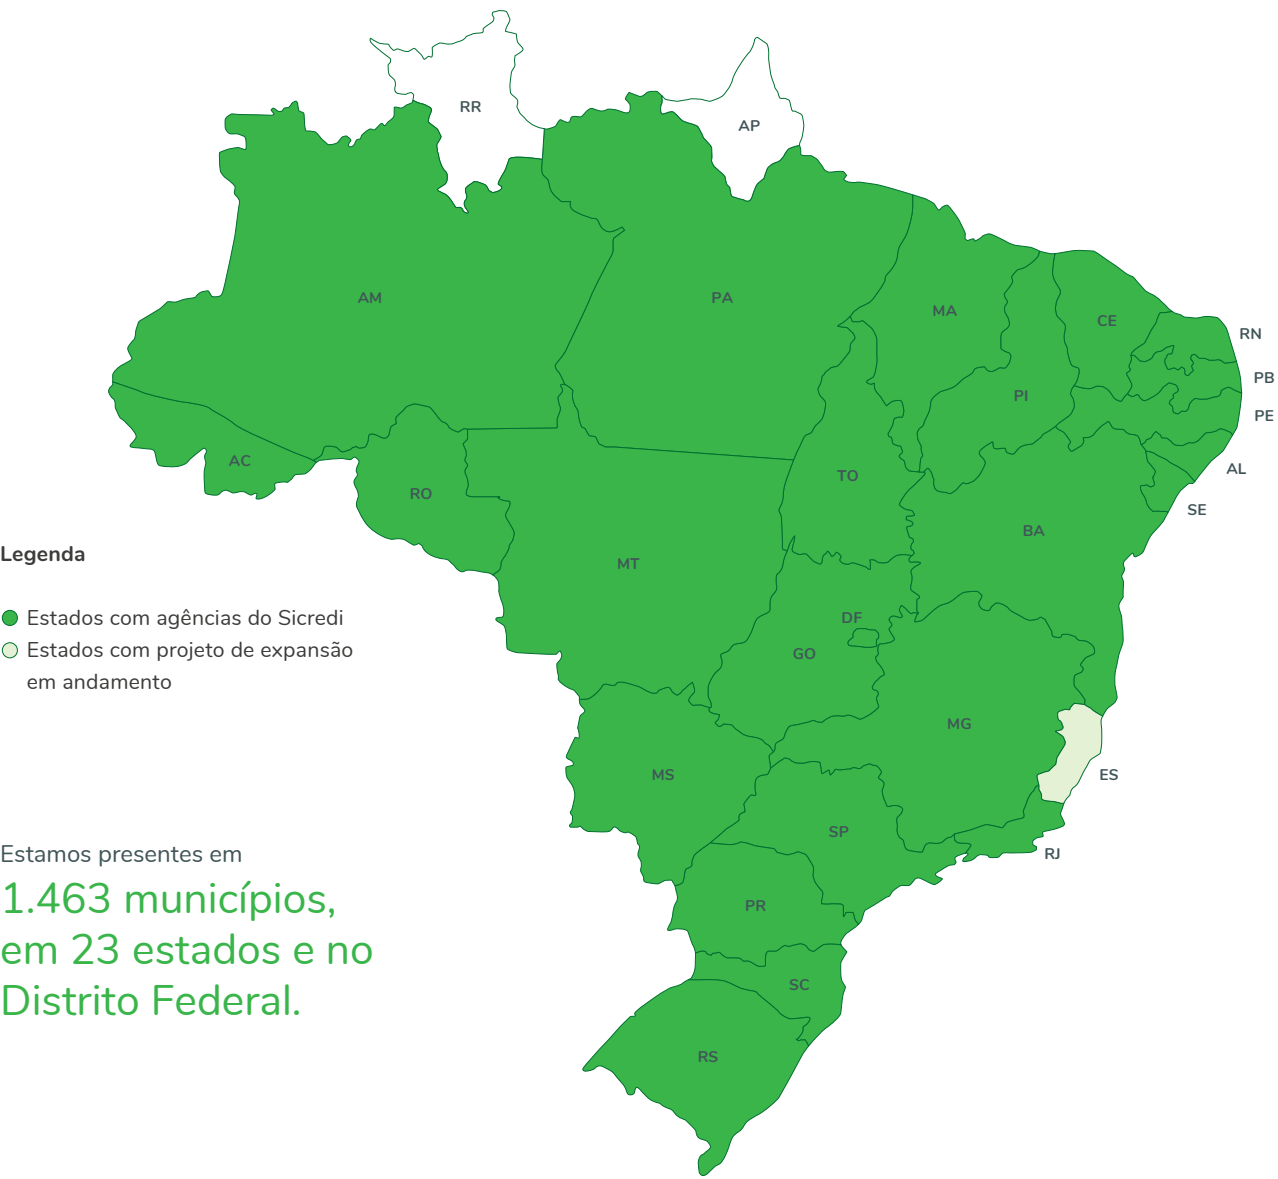 RR
AP
AM
PA
MA
CE
RN
PB
PI
PE
AC
TO
AL
RO
SE
BA
MT
Legenda
Estados com agências do Sicredi
Estados com projeto de expansão
em andamento
DF
GO
MG
MS
ES
SP
RJ
Estamos presentes em
1.463 municípios,
em 23 estados e no
Distrito Federal.
PR
SC
RS